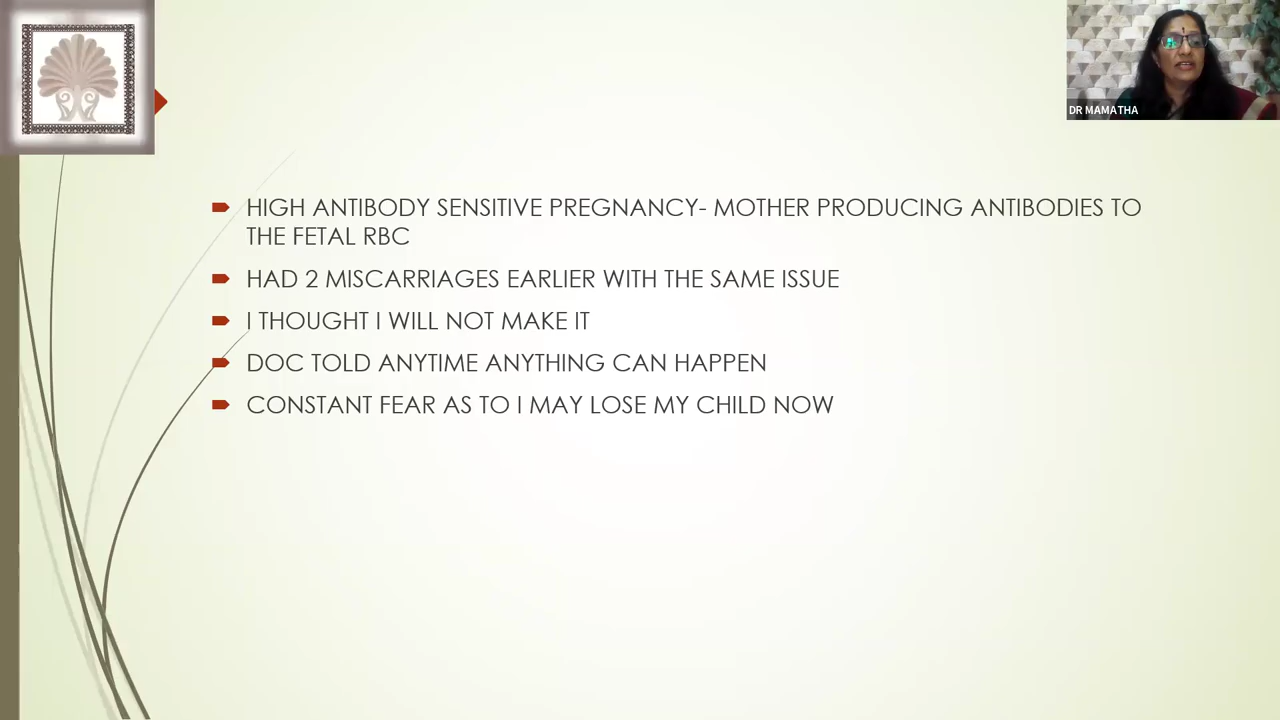 DR MAMATHA
HIGH ANTIBODY SENSITIVE PREGNANCY- MOTHER PRODUCING ANTIBODIES TO
THE FETAL RBC
HAD 2 MISCARRIAGES EARLIER WITH THE SAME ISSUE
I THOUGHT I WILL NOT MAKE IT
DOC TOLD ANYTIME ANYTHING CAN HAPPEN
CONSTANT FEAR AS TO I MAY LOSE MY CHILD NOW